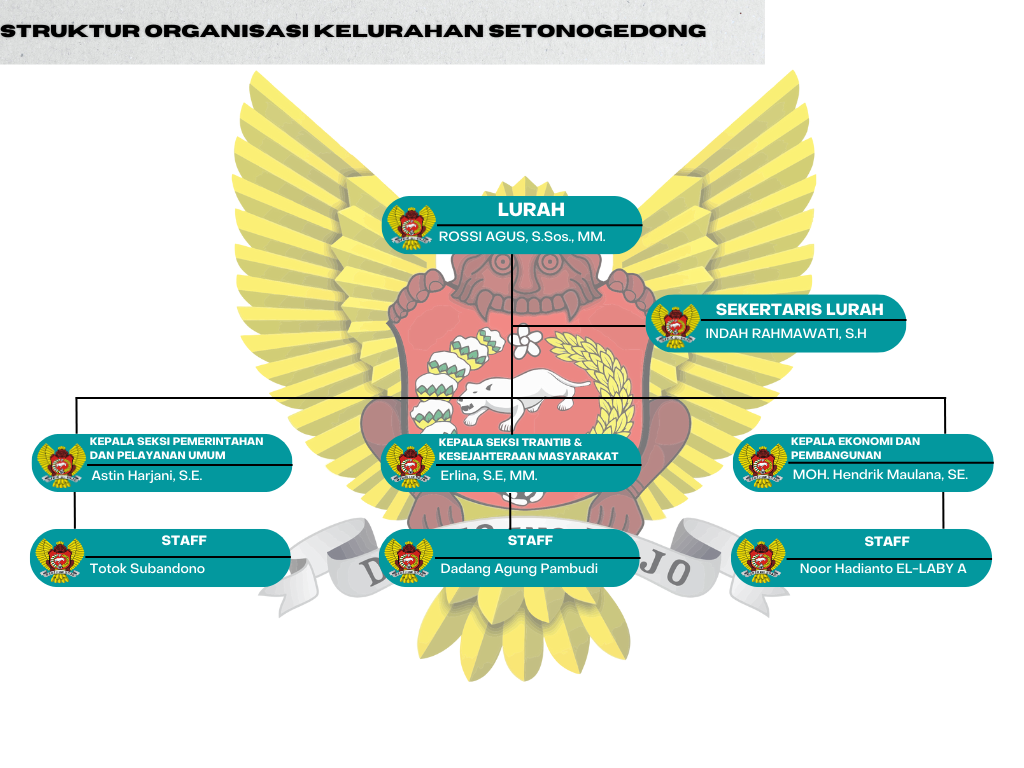 STRUKTUR ORGANISASI KELURAHAN SETONOGEDONG
LURAH
ROSSI AGUS, S.Sos., MM.
SEKERTARIS LURAH
INDAH RAHMAWATI, S.H
KEPALA SEKSI PEMERINTAHAN
DAN PELAYANAN UMUM
Astin Harjani, S.E.
KEPALA SEKSI TRANTIB &
KESEJAHTERAAN MASYARAKAT
Erlina, S.E, MM.
KEPALA EKONOMI DAN
PEMBANGUNAN
MOH. Hendrik Maulana, SE.
STAFF
Totok Subandono
STAFF
Dadang Agung Pambudi
STAFF
Noor Hadianto EL-LABY A